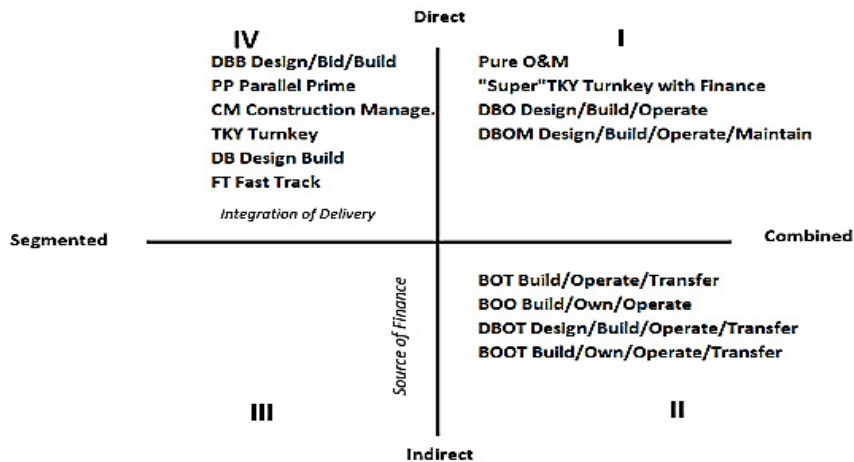 Direct
IV
DBB Design/Bid/Build
PP Parallel Prime
CM Construction Manage.
TKY Turnkey
DB Design Build
FT Fast Track
I
Pure O&M
"Super"TKY Turnkey with Finance
DBO Design/Build/Operate
DBOM Design/Build/Operate/Maintain
Integration of Delivery
Segmented
Combined
Source of Finance
BOT Build/Operate/Transfer
BOO Build/Own/Operate
DBOT Design/Build/Operate/Transfer
BOOT Build/Own/Operate/Transfer
III
II
Indirect